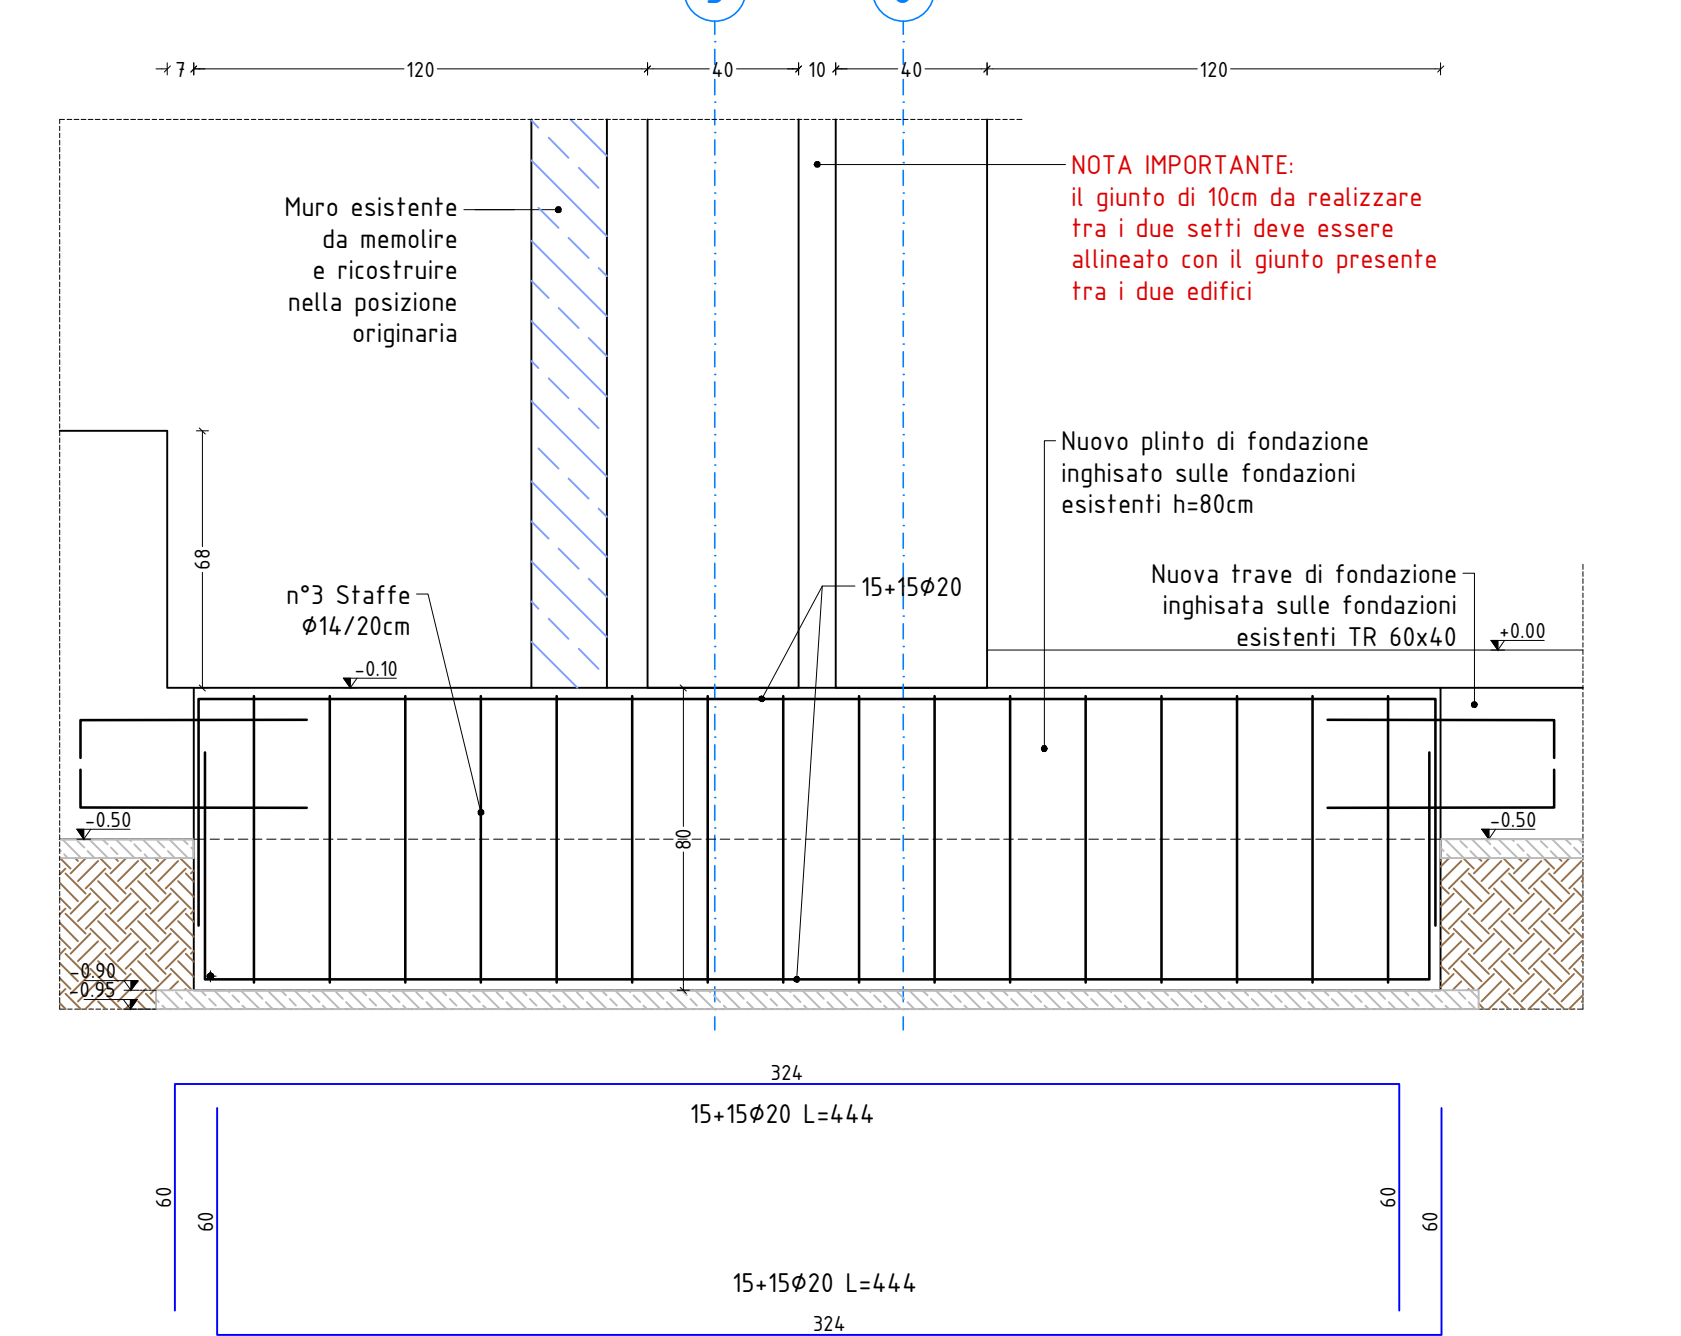 7 120 40 10 40 120
NOTA IMPORTANTE:
il giunto di 10cm da realizzare
tra i due setti deve essere
allineato con il giunto presente
tra i due edifici
Muro esistente
da memolire
e ricostruire
nella posizione
originaria
Nuovo plinto di fondazione
inghisato sulle fondazioni
esistenti h=80cm
68
n°3 Staffe
Ø14/20cm
15+15Ø20
Nuova trave di fondazione
inghisata sulle fondazioni
esistenti TR 60x40
+0.00
-0.10
-0.50
80
-0.50
-0.90
-0.95
324
15+15Ø20 L=444
60
60
60
60
15+15Ø20 L=444
324